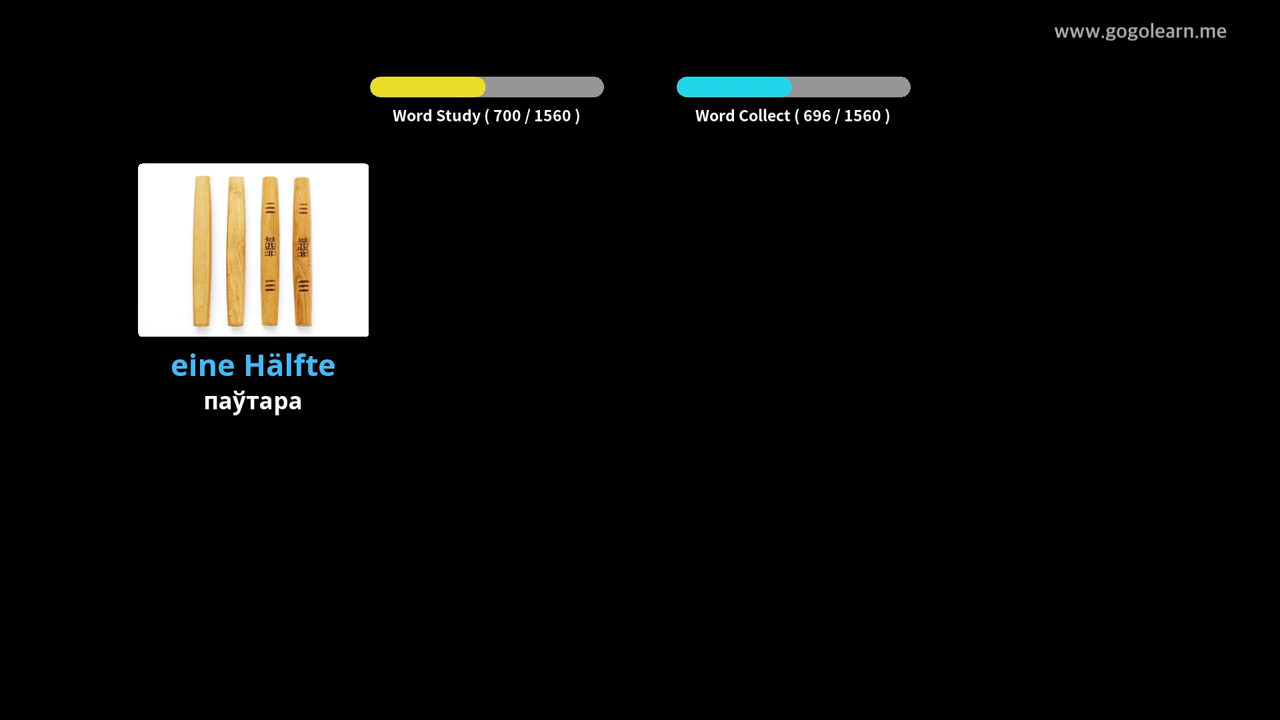 www.gogolearn.me
Word Study ( 700 / 1560 )
Word Collect ( 696 / 1560 )
eine Hälfte
паўтара